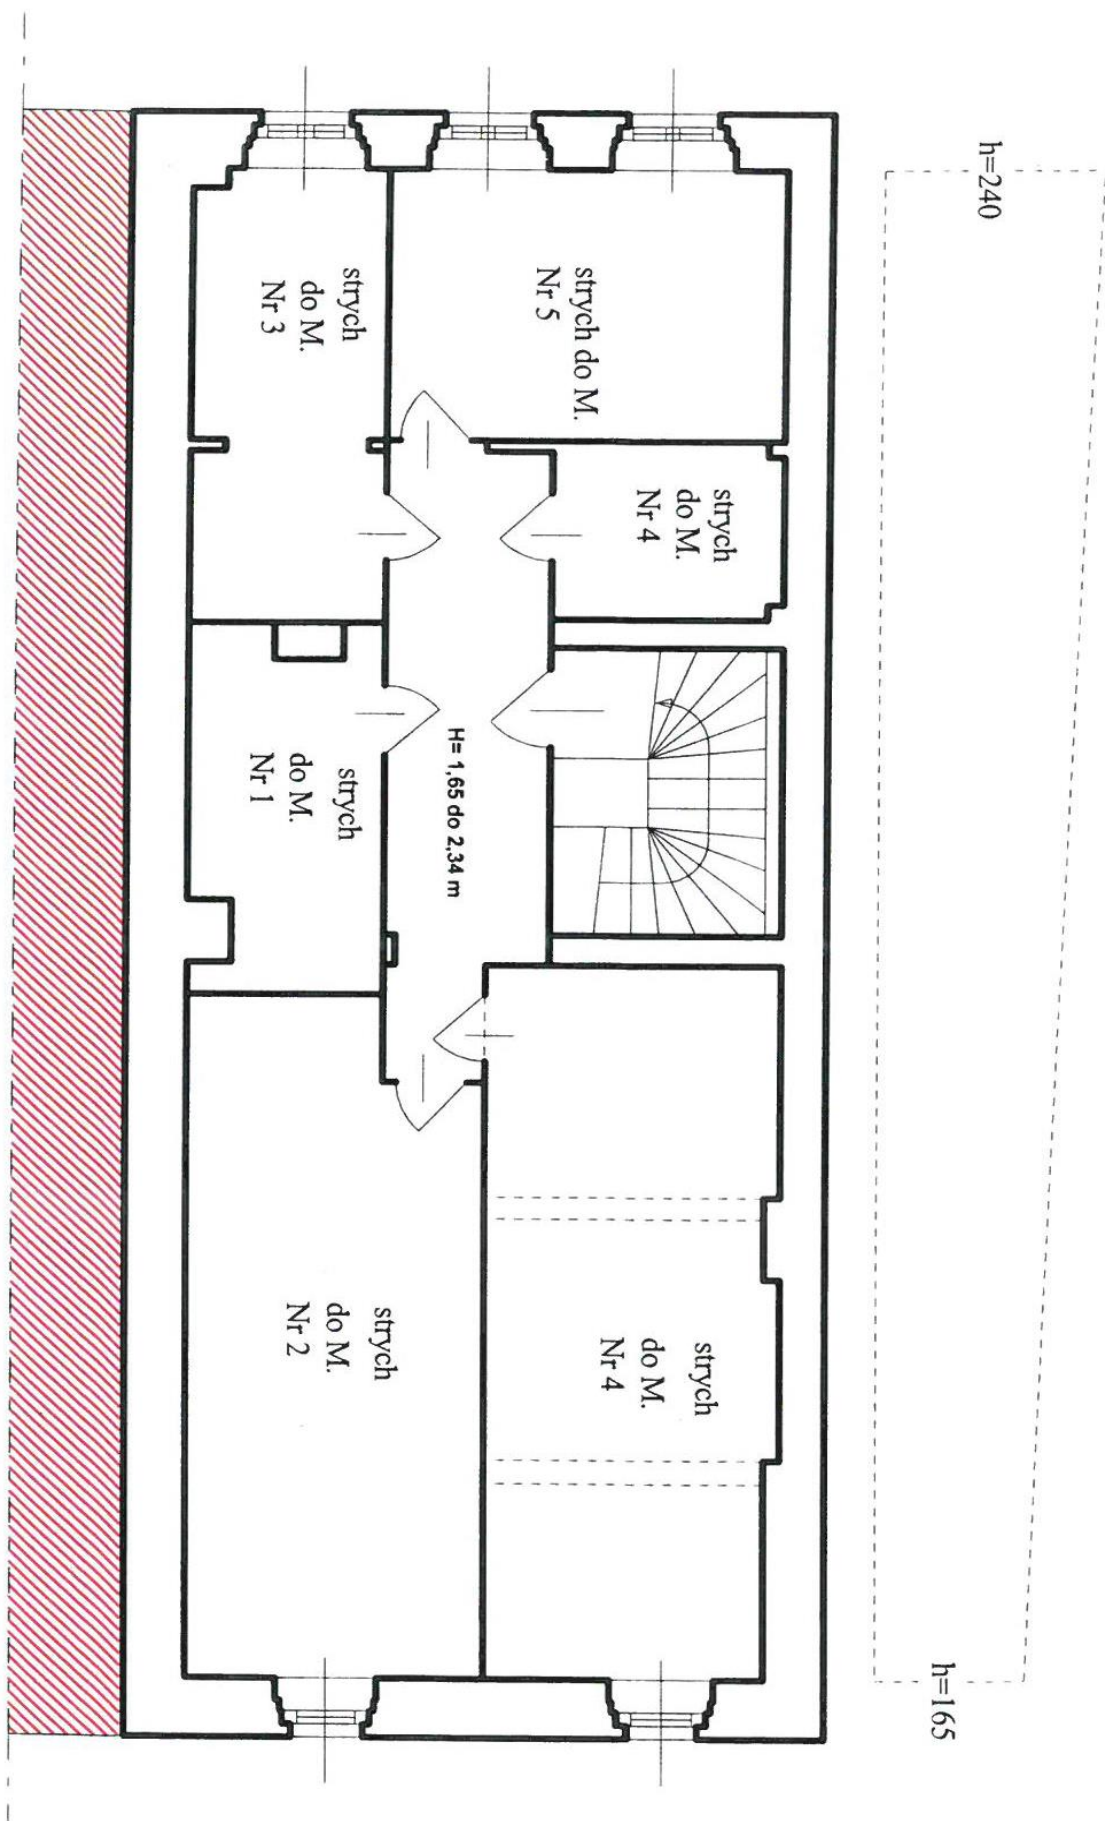 h=240
h=165
strych do M.
Nr 5
strych
do M.
Nr 4
strych
do M.
Nr 3
H= 1,65 do 2,34 m
strych
do M.
Nr 1
strych
do M.
Nr 4
strych
do M.
Nr 2